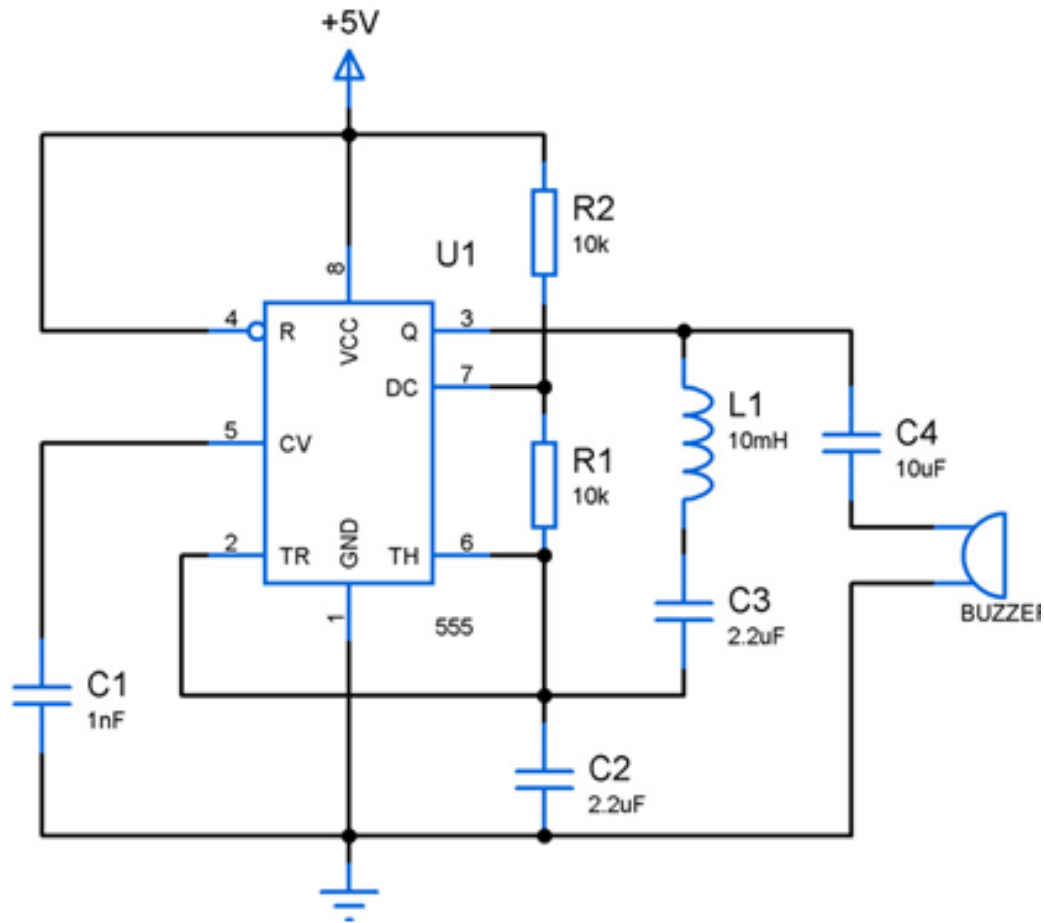 +5V
R2
10k
U1
8
4
R
VCC
Q
3
DC
7
L1
10mH
C4
10uF
5
CV
R1
10k
2
TR
GND
TH
6
1
555
C3
2.2uF
C1
1nF
C2
2.2uF